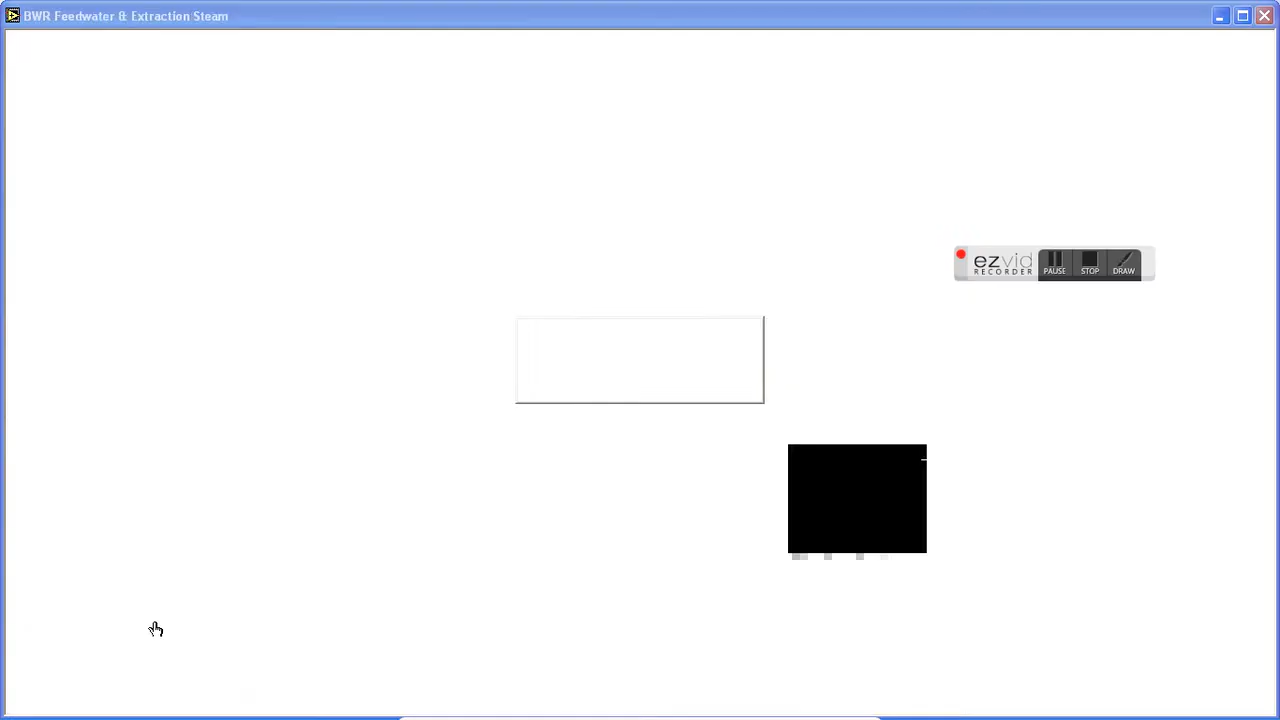 BWR Feedwater & Extraction Steam
ezvid
RECORDER
PAUSE
STOP
DRAW